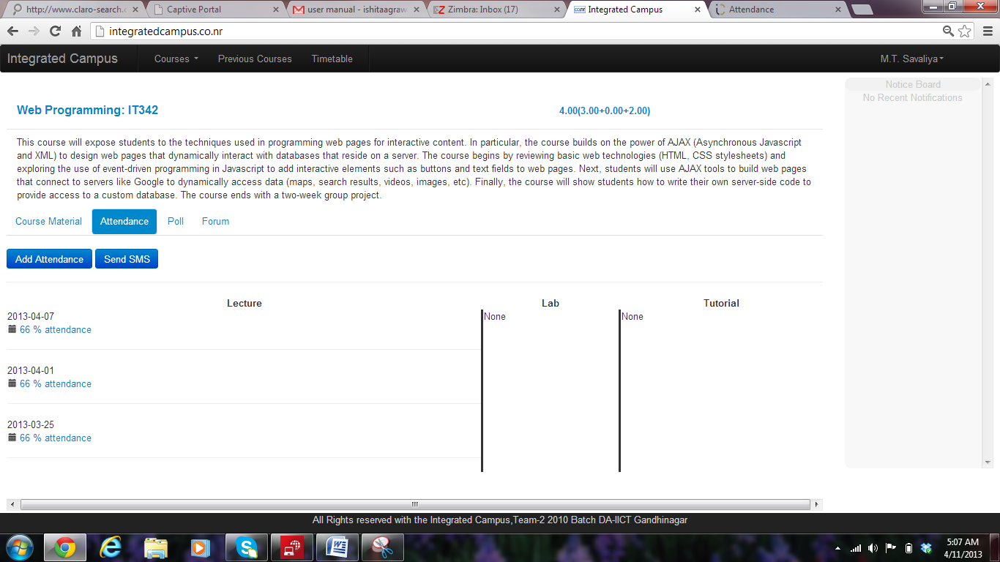 http://www.claro-search.c
Captive Portal
user manual - ishitaagraw
Zimbra: Inbox (17)
Integrated Campus
Attendance
integratedcampus.co.nr
Integrated Campus
Courses
Previous Courses
Timetable
M.T. Savaliya
Notice Board
No Recent Notifications
Web Programming: IT342
4.00(3.00+0.00+2.00)
This course will expose students to the techniques used in programming web pages for interactive content. In particular, the course builds on the power of AJAX (Asynchronous Javascript
and XML) to design web pages that dynamically interact with databases that reside on a server. The course begins by reviewing basic web technologies (HTML, CSS stylesheets) and
exploring the use of event-driven programming in Javascript to add interactive elements such as buttons and text fields to web pages. Next, students will use AJAX tools to build web pages
that connect to servers like Google to dynamically access data (maps, search results, videos, images, etc). Finally, the course will show students how to write their own server-side code to
provide access to a custom database. The course ends with a two-week group project.
Course Material
Attendance
Poll
Forum
Add Attendance
Send SMS
Lecture
Lab
Tutorial
2013-04-07
None
None
66 % attendance
2013-04-01
66 % attendance
2013-03-25
66 % attendance
All Rights reserved with the Integrated Campus,Team-2 2010 Batch DA-IICT Gandhinagar
5:07 AM
4/11/2013